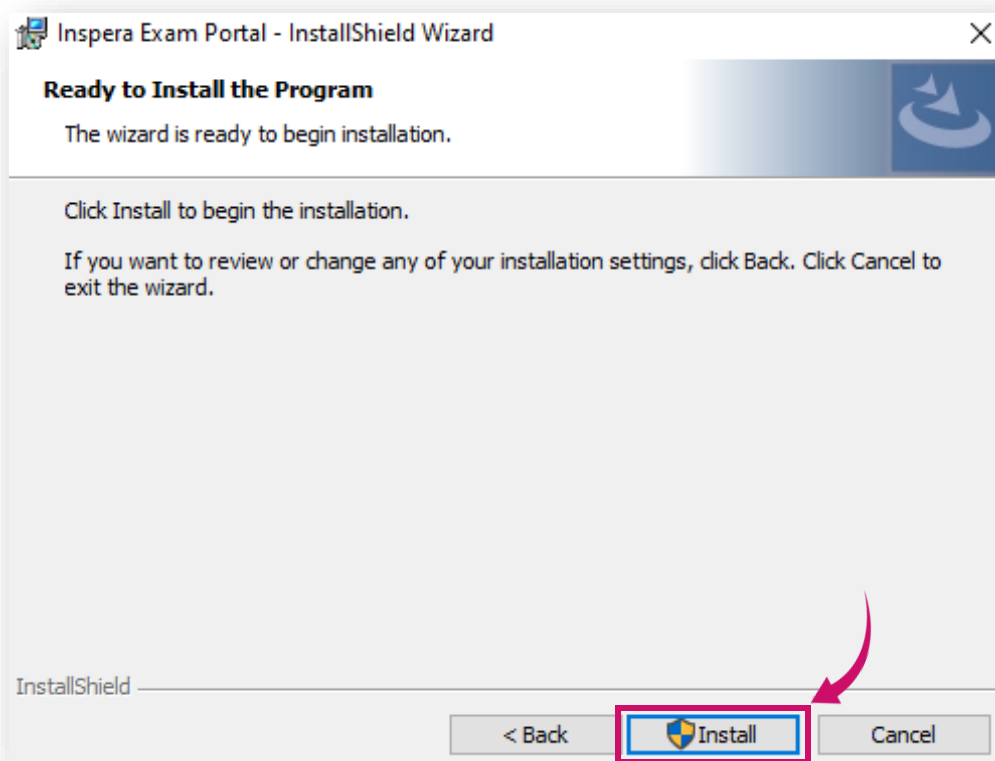 Inspera Exam Portal - InstallShield Wizard
Ready to Install the Program
The wizard is ready to begin installation.
Click Install to begin the installation.
If you want to review or change any of your installation settings, click Back. Click Cancel to
exit the wizard.
InstallShield
< Back
Install
Cancel